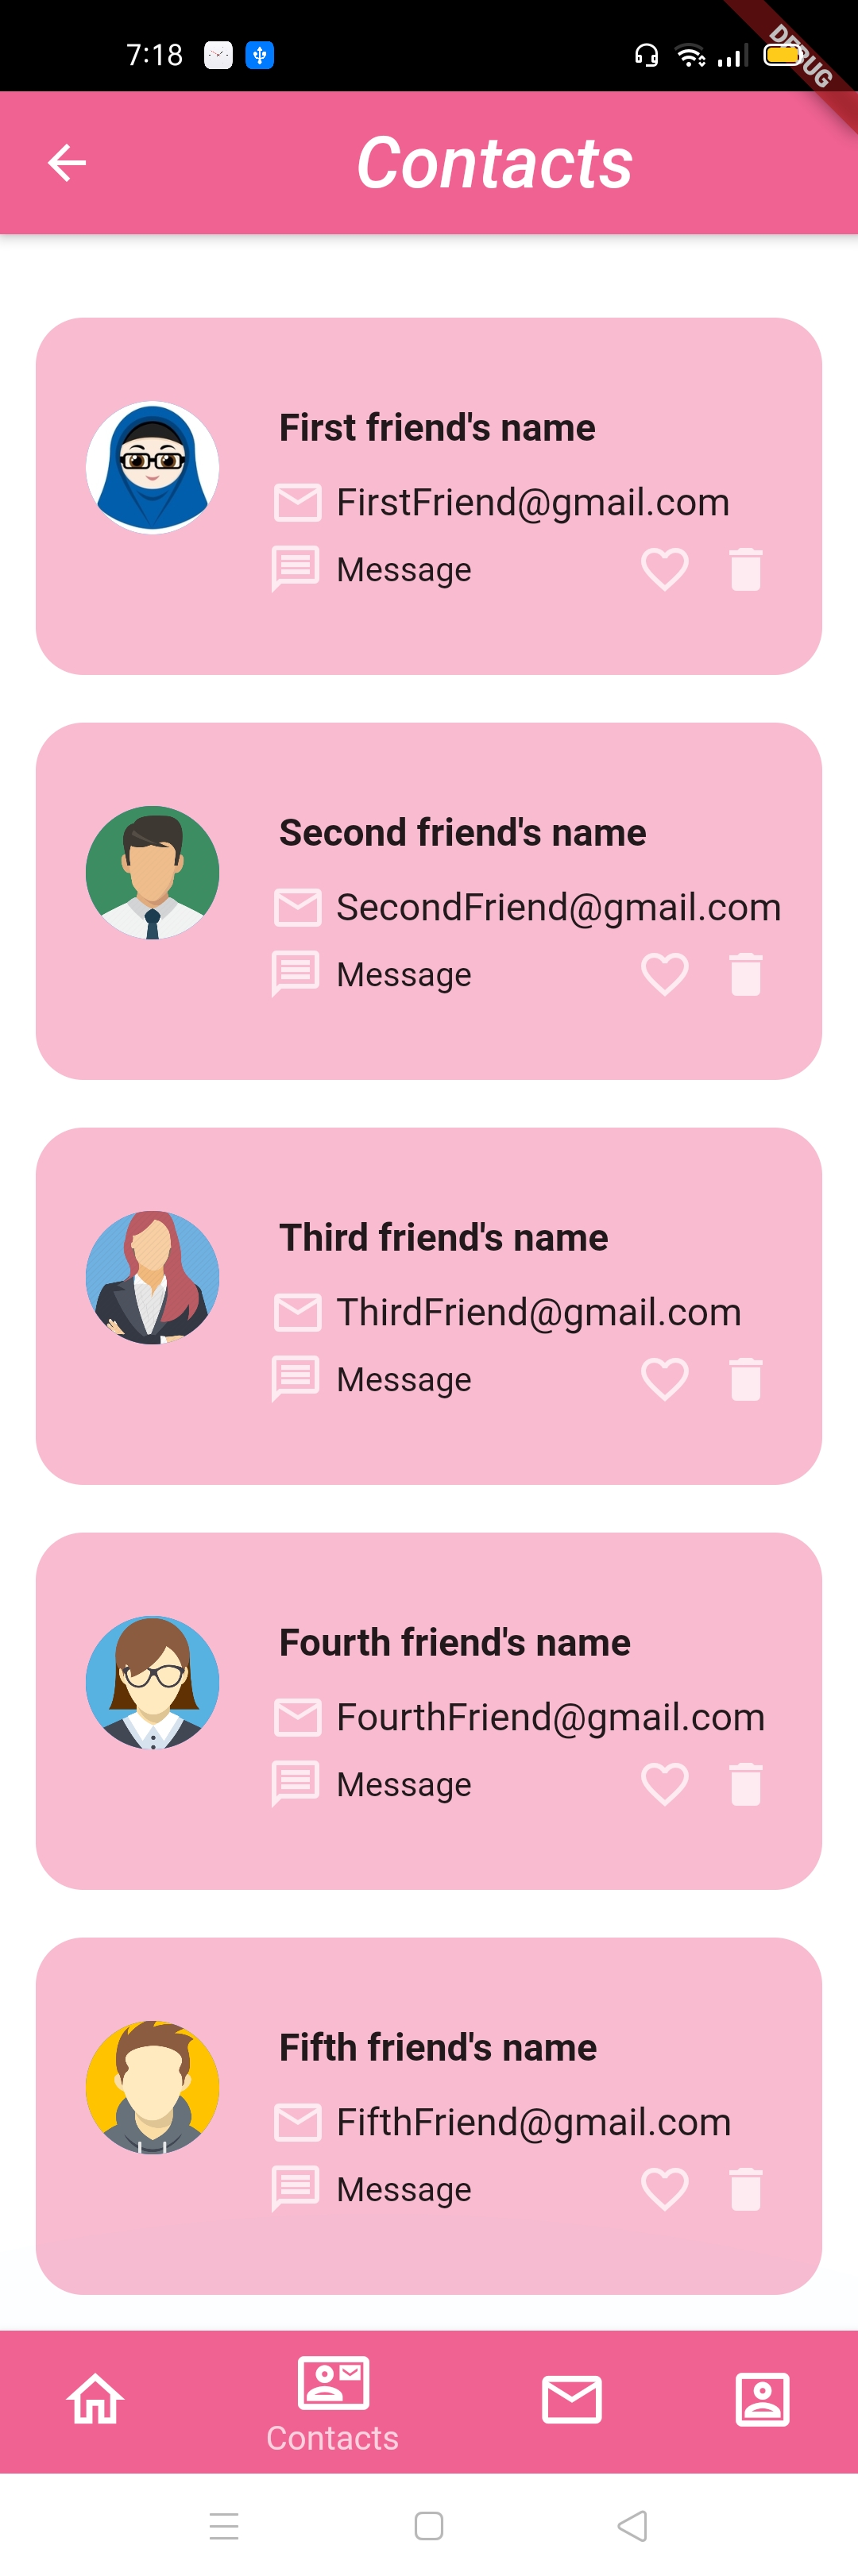 7:18
DEBUG
Contacts
First friend's name
FirstFriend@gmail.com
Message
Second friend's name
SecondFriend@gmail.com
Message
Third friend's name
ThirdFriend@gmail.com
Message
Fourth friend's name
FourthFriend@gmail.com
Message
Fifth friend's name
FifthFriend@gmail.com
Message
Contacts